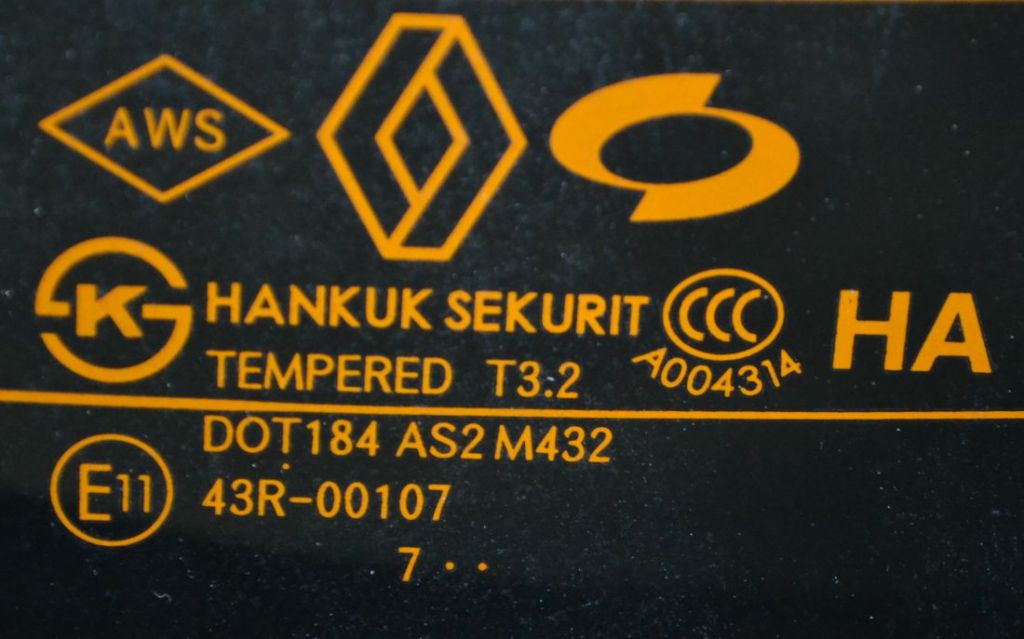 AWS
K
HANKUK SEKURIT
CCC
HA
TEMPERED T3.2
A004314
DOT184 AS2 M432
E11
43R-00107
7 ..